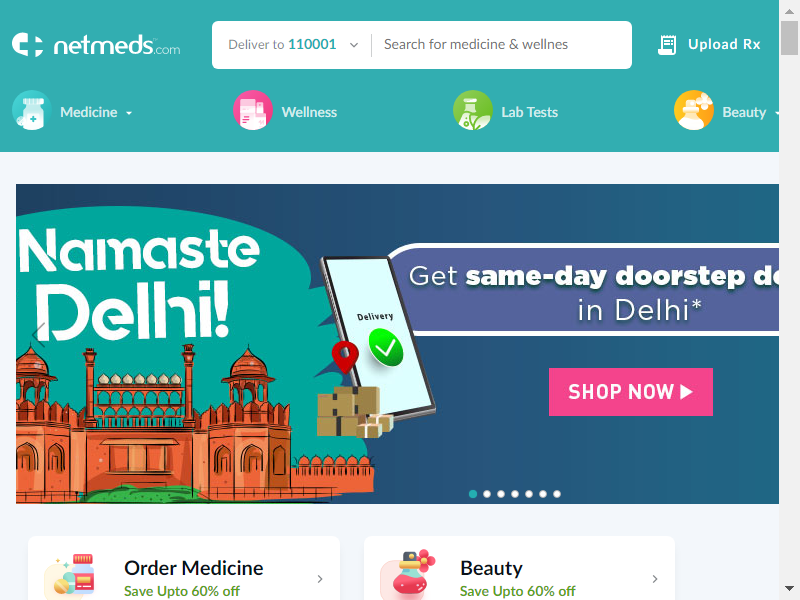 netmeds.com
Deliver to 110001
Search for medicine & wellnes
Upload Rx
Medicine
Wellness
Lab Tests
Beauty
Namaste
Delhi!
Delivery
Get same-day doorstep de
in Delhi*
SHOP NOW
Order Medicine
Save Upto 60% off
Beauty
Save Upto 60% off